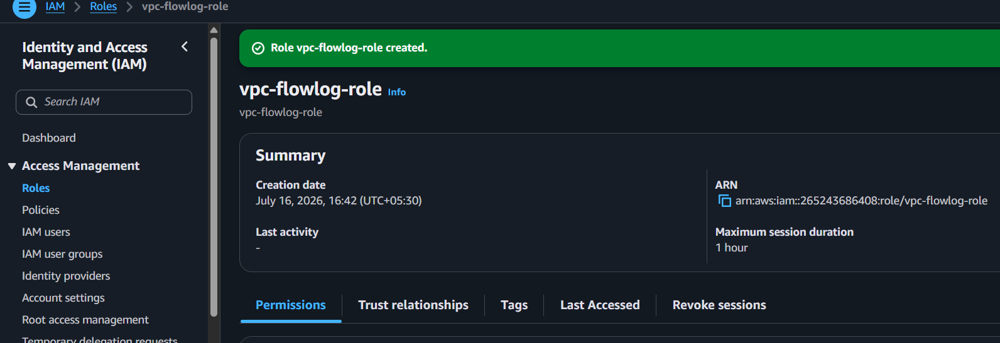 IAM > Roles > vpc-flowlog-role
Identity and Access
Management (IAM)
Search IAM
Dashboard
Access Management
Roles
Policies
IAM users
IAM user groups
Identity providers
Account settings
Root access management
Temporary delegation requests
Role vpc-flowlog-role created.
vpc-flowlog-role Info
vpc-flowlog-role
Summary
Creation date
July 16, 2026, 16:42 (UTC+05:30)
ARN
arn:aws:iam::265243686408:role/vpc-flowlog-role
Last activity
-
Maximum session duration
1 hour
Permissions
Trust relationships
Tags
Last Accessed
Revoke sessions